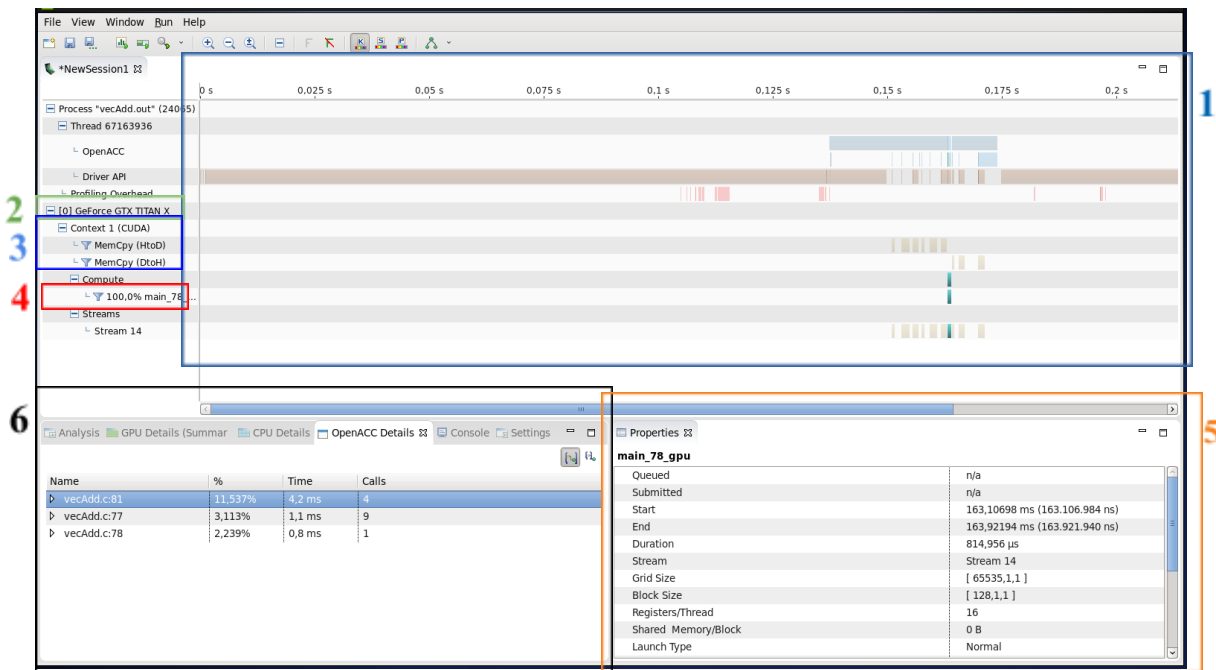 File View Window Run Help
*NewSession1
0 s 0,025 s 0,05 s 0,075 s 0,1 s 0,125 s 0,15 s 0,175 s 0,2 s
1
Process "vecAdd.out" (24065)
Thread 67163936
OpenACC
Driver API
Profiling Overhead
2
[0] GeForce GTX TITAN X
Context 1 (CUDA)
3
MemCpy (HtoD)
MemCpy (DtoH)
Compute
4
100,0% main_78_...
Streams
Stream 14
6
5
Analysis GPU Details (Summar CPU Details OpenACC Details Console Settings
Name % Time Calls
vecAdd.c:81 11,537% 4,2 ms 4
vecAdd.c:77 3,113% 1,1 ms 9
vecAdd.c:78 2,239% 0,8 ms 1
Properties
main_78_gpu
Queued n/a
Submitted n/a
Start 163,10698 ms (163.106.984 ns)
End 163,92194 ms (163.921.940 ns)
Duration 814,956 µs
Stream Stream 14
Grid Size [ 65535,1,1 ]
Block Size [ 128,1,1 ]
Registers/Thread 16
Shared Memory/Block 0 B
Launch Type Normal